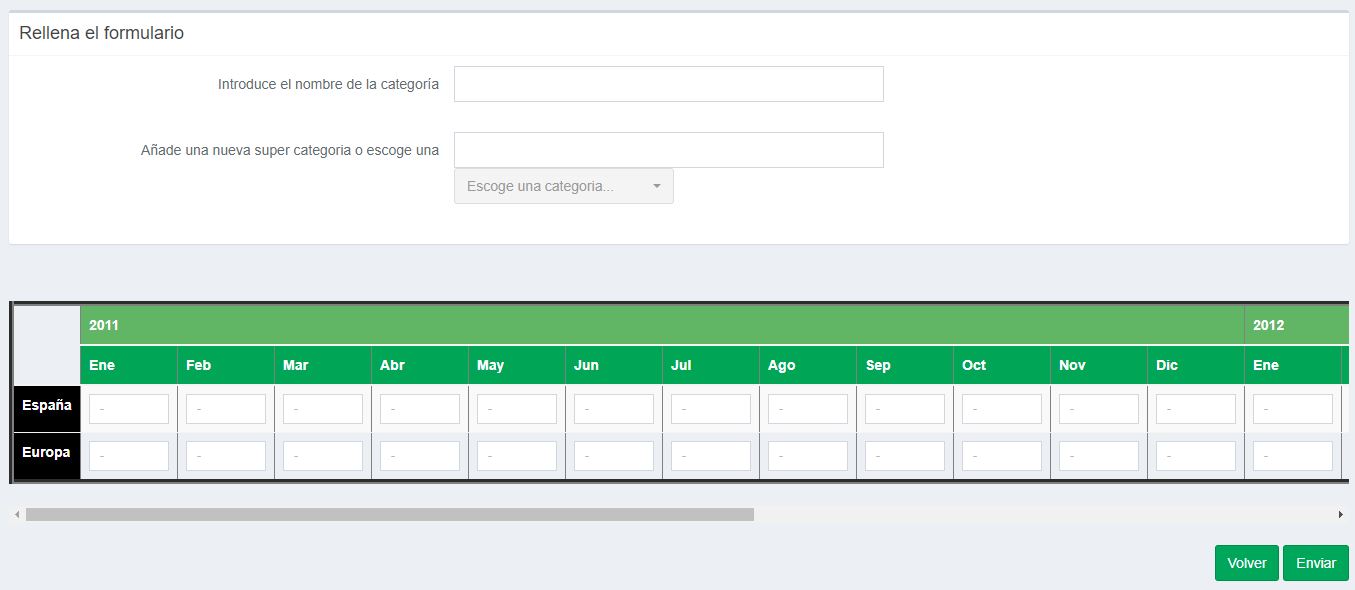 Rellena el formulario
Introduce el nombre de la categoría
Añade una nueva super categoria o escoge una
Escoge una categoria...
2011 2012
Ene Feb Mar Abr May Jun Jul Ago Sep Oct Nov Dic Ene
España - - - - - - - - - - - - -
Europa - - - - - - - - - - - - -
Volver Enviar